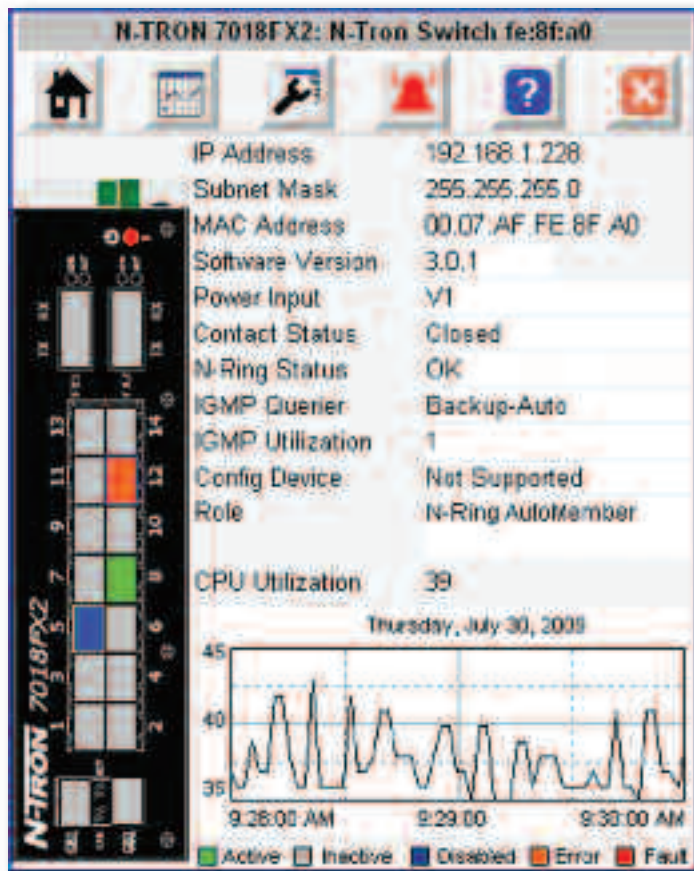 N-TRON 7018FX2: N-Tron Switch fe:8f:a0
IP Address 192.168.1.228
Subnet Mask 255.255.255.0
MAC Address 00.07.AF.FE.8F.A0
Software Version 3.0.1
Power Input V1
Contact Status Closed
N-Ring Status OK
IGMP Querier Backup-Auto
IGMP Utilization 1
Config Device Not Supported
Role N-Ring AutoMember
CPU Utilization 39
Thursday, July 30, 2009
45
40
35
9:28:00 AM 9:29:00 9:30:00 AM
Active Inactive Disabled Error Fault
N-TRON 7018FX2
TX RX
TX RX
1 3 5 7 9 11 13
2 4 6 8 10 12 14